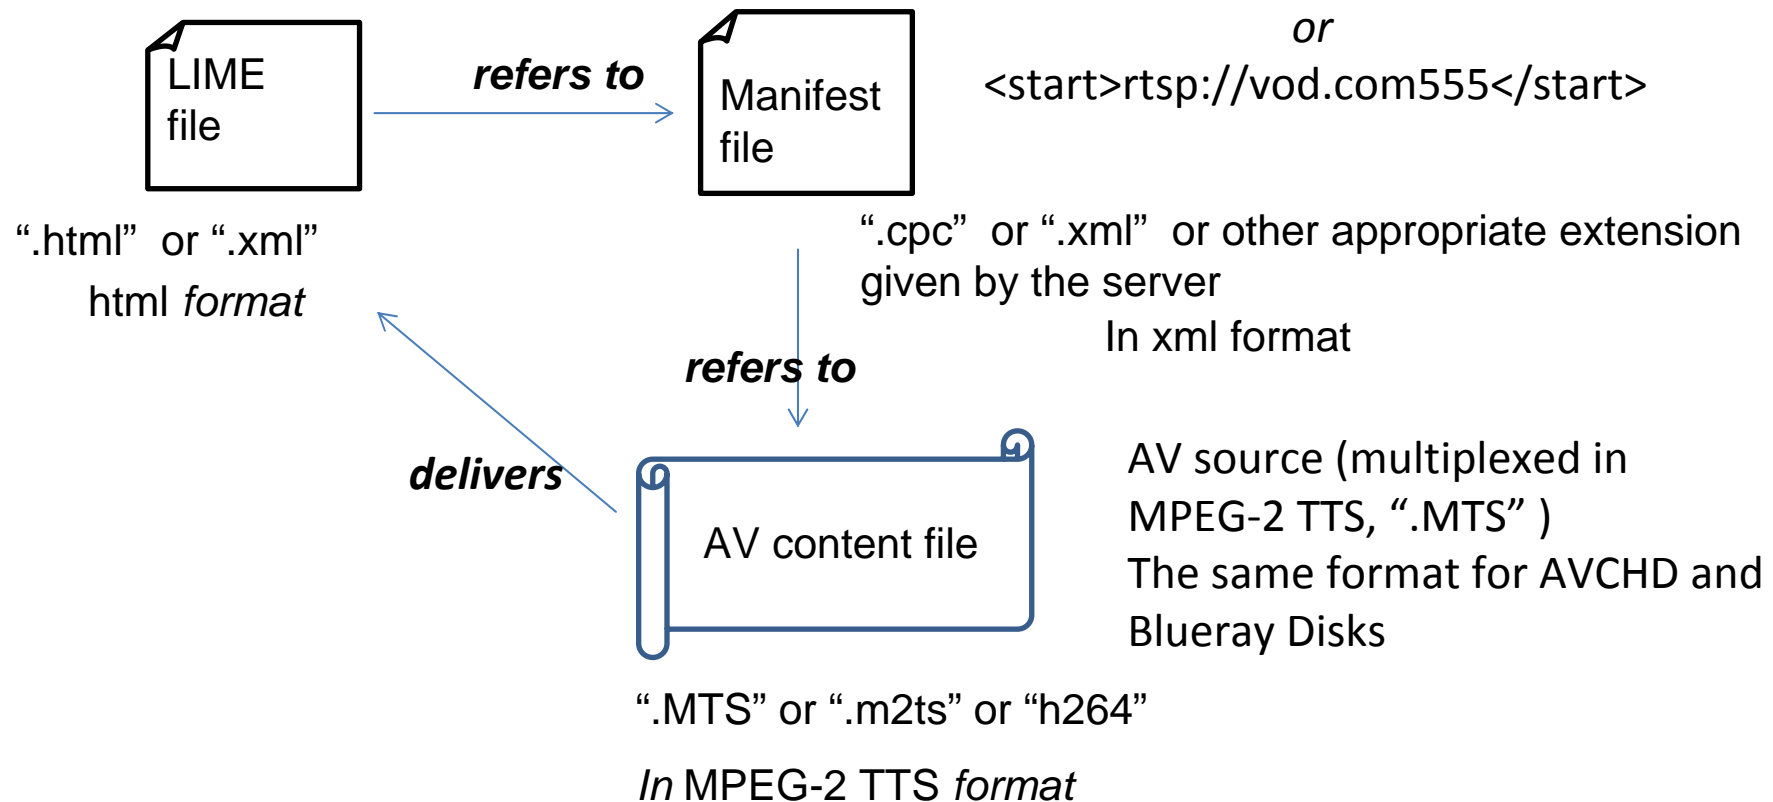 or
<start>rtsp://vod.com555</start>
LIME
file
refers to
Manifest
file
“.html”  or “.xml”
html format
“.cpc”  or “.xml”  or other appropriate extension
given by the server
In xml format
refers to
delivers
AV content file
AV source (multiplexed in
MPEG-2 TTS, “.MTS” )
The same format for AVCHD and
Blueray Disks
“.MTS” or “.m2ts” or “h264”
In MPEG-2 TTS format